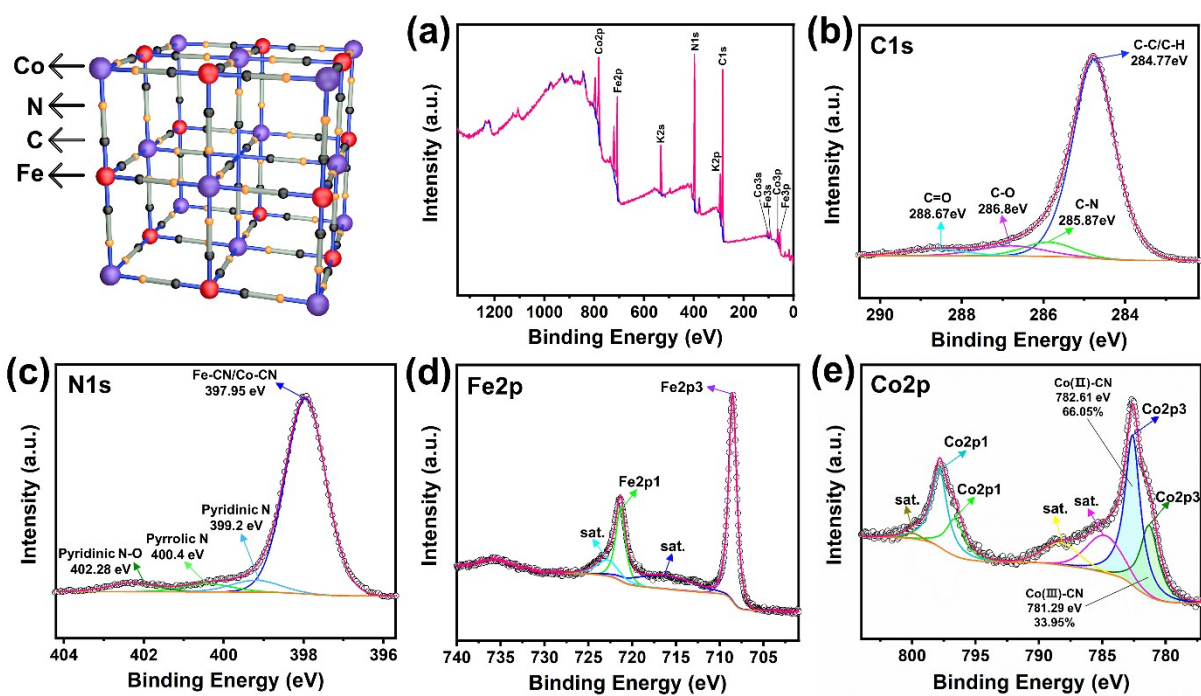 Co
N
C
Fe
(a)
Co2p
Fe2p
K2s
N1s
K2p
C1s
Co3s
Fe3s
Co3p
Fe3p
Intensity (a.u.)
1200 1000 800 600 400 200 0
Binding Energy (eV)
(b)
C1s
C-C/C-H
284.77eV
C=O
288.67eV
C-O
286.8eV
C-N
285.87eV
Intensity (a.u.)
290 288 286 284
Binding Energy (eV)
(c)
N1s
Fe-CN/Co-CN
397.95 eV
Pyridinic N
399.2 eV
Pyrrolic N
400.4 eV
Pyridinic N-O
402.28 eV
Intensity (a.u.)
404 402 400 398 396
Binding Energy (eV)
(d)
Fe2p
Fe2p3
Fe2p1
sat.
sat.
Intensity (a.u.)
740 735 730 725 720 715 710 705
Binding Energy (eV)
(e)
Co2p
Co(II)-CN
782.61 eV
66.05%
Co2p3
Co2p1
Co2p1
sat.
sat.
sat.
Co2p3
Co(III)-CN
781.29 eV
33.95%
Intensity (a.u.)
800 795 790 785 780
Binding Energy (eV)